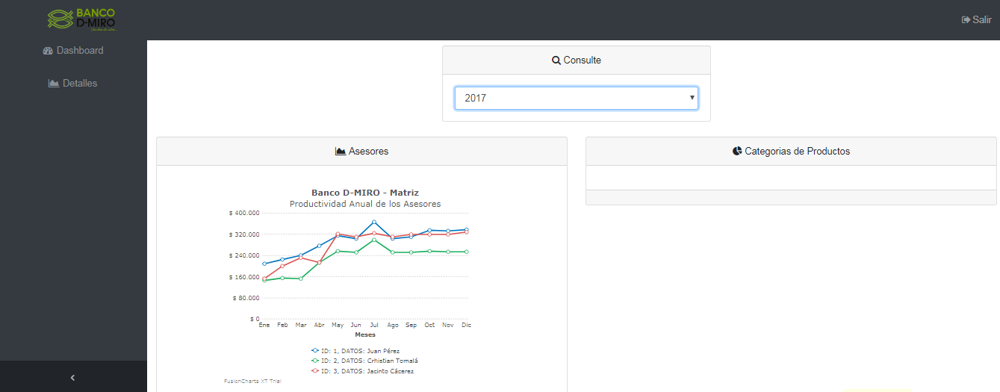 BANCO
D-MIRO
Salir
Dashboard
Detalles
Consulte
2017
Asesores
Categorias de Productos
Banco D-MIRO - Matriz
Productividad Anual de los Asesores
$ 400.000
$ 320.000
$ 240.000
$ 160.000
$ 80.000
$ 0
Ene Feb Mar Abr May Jun Jul Ago Sep Oct Nov Dic
Meses
ID: 1, DATOS: Juan Pérez
ID: 2, DATOS: Crhistian Tomalá
ID: 3, DATOS: Jacinto Cácerez
FusionCharts XT Trial